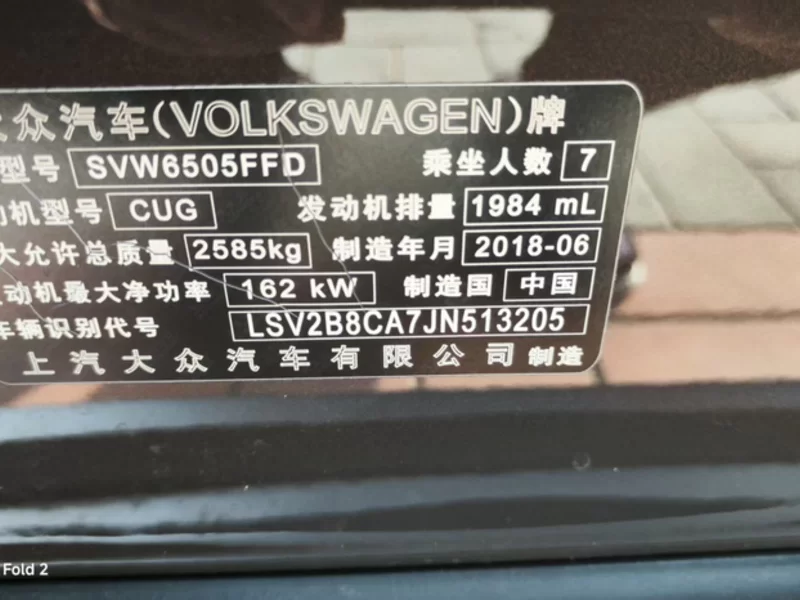 大众汽车(VOLKSWAGEN)牌
型号 SVW6505FFD 乘坐人数 7
动机型号 CUG 发动机排量 1984 mL
大允许总质量 2585kg 制造年月 2018-06
动机最大净功率 162 kW 制造国 中国
车辆识别代号 LSV2B8CA7JN513205
上汽大众汽车有限公司 制造
Fold 2